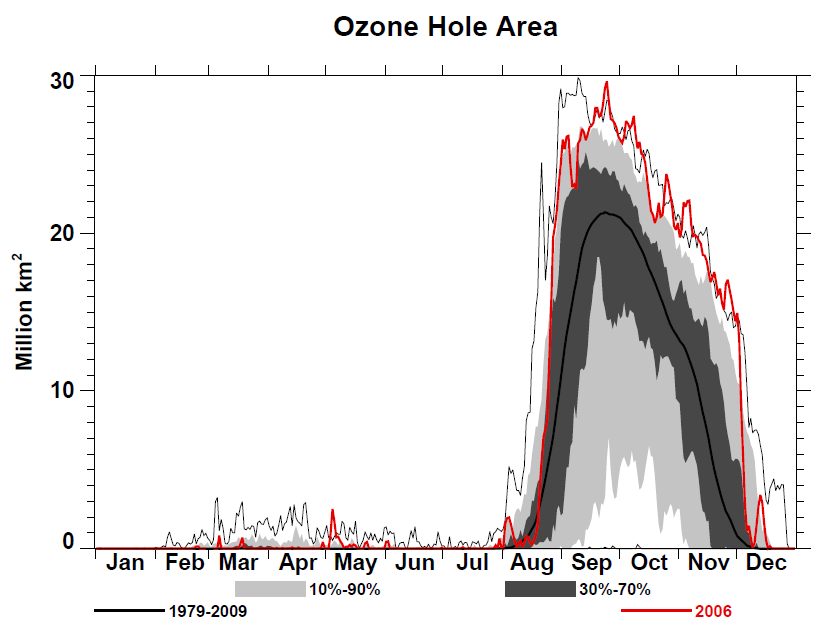 Ozone Hole Area
30
20
10
0
Million km²
Jan Feb Mar Apr May Jun Jul Aug Sep Oct Nov Dec
10%-90% 30%-70%
1979-2009 2006